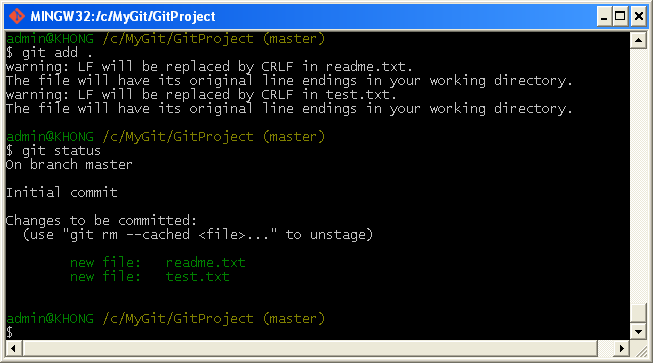 MINGW32:/c/MyGit/GitProject
admin@KHONG /c/MyGit/GitProject (master)
$ git add .
warning: LF will be replaced by CRLF in readme.txt.
The file will have its original line endings in your working directory.
warning: LF will be replaced by CRLF in test.txt.
The file will have its original line endings in your working directory.
admin@KHONG /c/MyGit/GitProject (master)
$ git status
On branch master
Initial commit
Changes to be committed:
  (use "git rm --cached <file>..." to unstage)
        new file:   readme.txt
        new file:   test.txt
admin@KHONG /c/MyGit/GitProject (master)
$